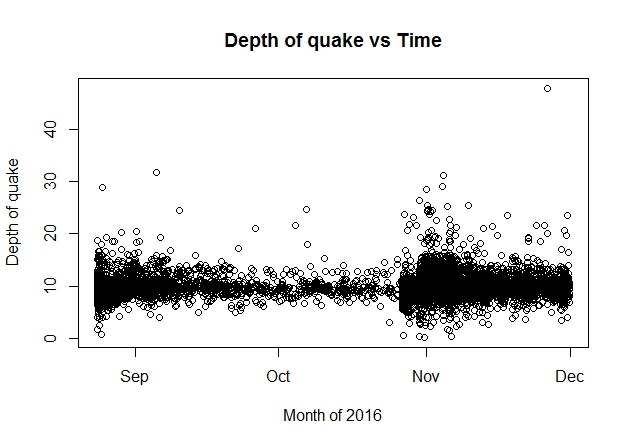 Depth of quake vs Time
Depth of quake
40
30
20
10
0
Sep Oct Nov Dec
Month of 2016